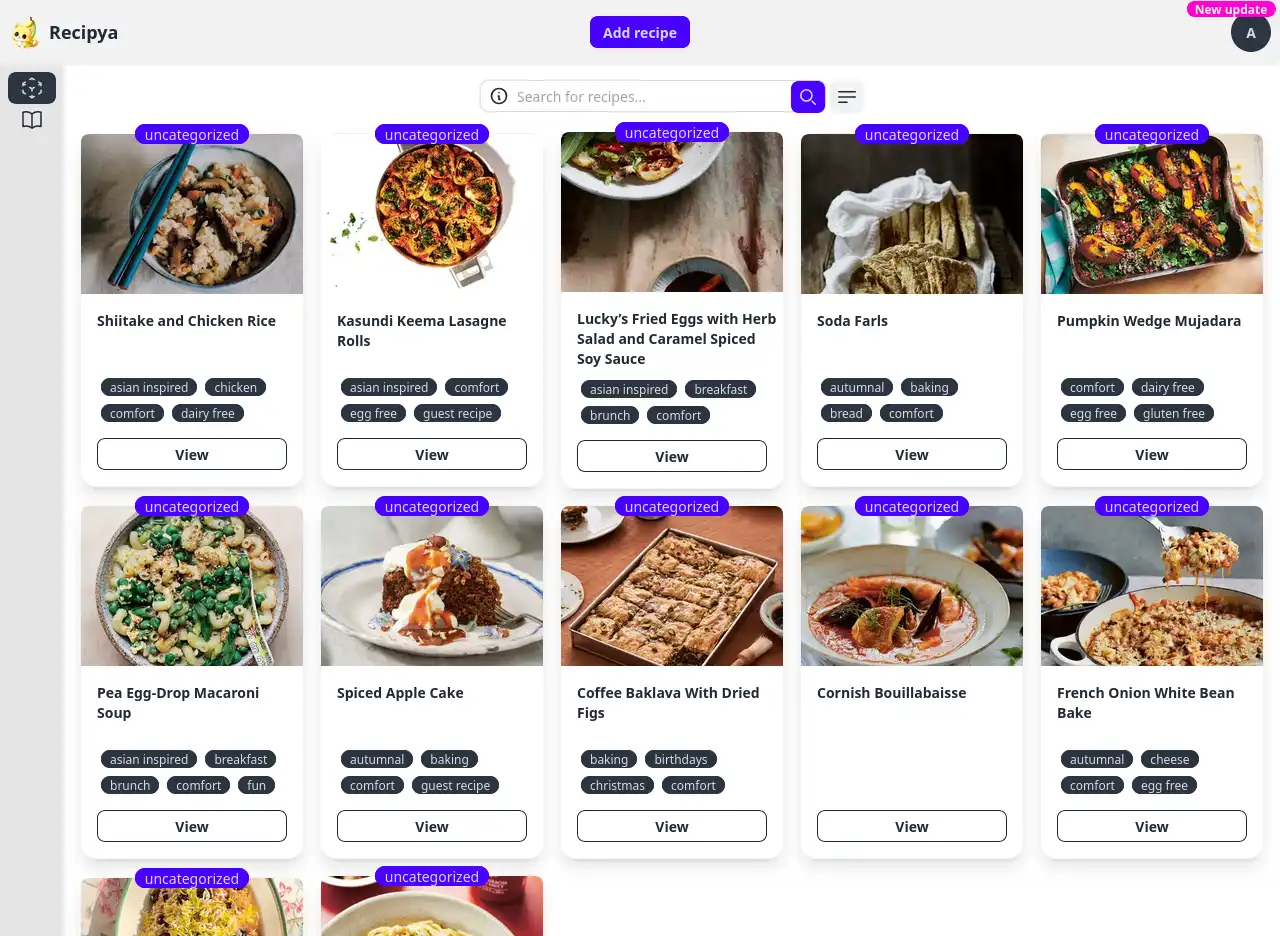 Recipya
Add recipe
New update
A
Search for recipes...
uncategorized
Shiitake and Chicken Rice
asian inspired
chicken
comfort
dairy free
View
uncategorized
Kasundi Keema Lasagne
Rolls
asian inspired
comfort
egg free
guest recipe
View
uncategorized
Lucky’s Fried Eggs with Herb
Salad and Caramel Spiced
Soy Sauce
asian inspired
breakfast
brunch
comfort
View
uncategorized
Soda Farls
autumnal
baking
bread
comfort
View
uncategorized
Pumpkin Wedge Mujadara
comfort
dairy free
egg free
gluten free
View
uncategorized
Pea Egg-Drop Macaroni
Soup
asian inspired
breakfast
brunch
comfort
fun
View
uncategorized
Spiced Apple Cake
autumnal
baking
comfort
guest recipe
View
uncategorized
Coffee Baklava With Dried
Figs
baking
birthdays
christmas
comfort
View
uncategorized
Cornish Bouillabaisse
View
uncategorized
French Onion White Bean
Bake
autumnal
cheese
comfort
egg free
View
uncategorized
uncategorized